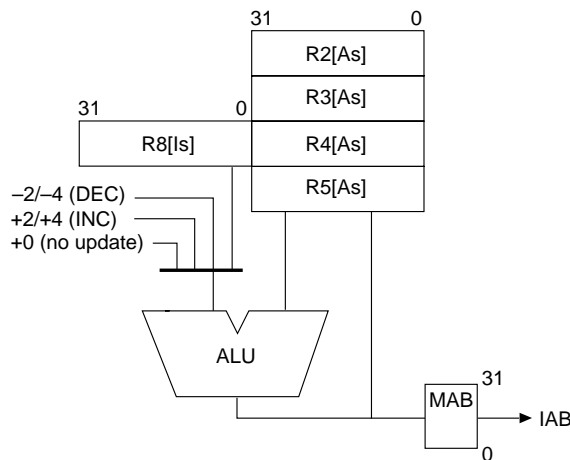 31 0
R2[As]
R3[As]
31 0
R8[Is] R4[As]
R5[As]
–2/–4 (DEC)
+2/+4 (INC)
+0 (no update)
ALU
31
MAB
IAB
0